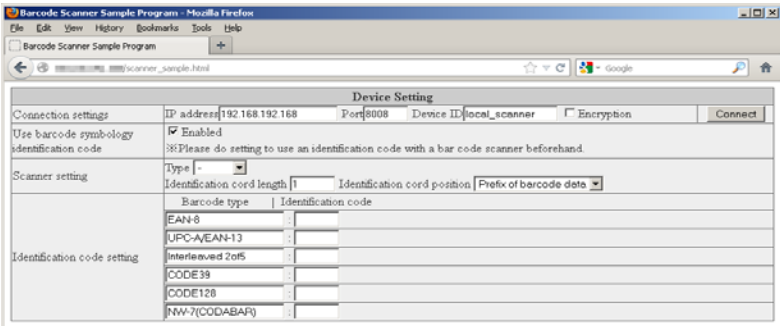 Barcode Scanner Sample Program - Mozilla Firefox
File Edit View History Bookmarks Tools Help
Barcode Scanner Sample Program +
/scanner_sample.html Google
Device Setting
Connection settings IP address 192.168.192.168 Port 8008 Device ID local_scanner Encryption Connect
Use barcode symbology identification code Enabled
※Please do setting to use an identification code with a bar code scanner beforehand.
Scanner setting Type -
Identification cord length 1 Identification cord position Prefix of barcode data
Barcode type | Identification code
EAN-8 :
UPC-A/EAN-13 :
Identification code setting Interleaved 2of5 :
CODE39 :
CODE128 :
NW-7(CODABAR) :